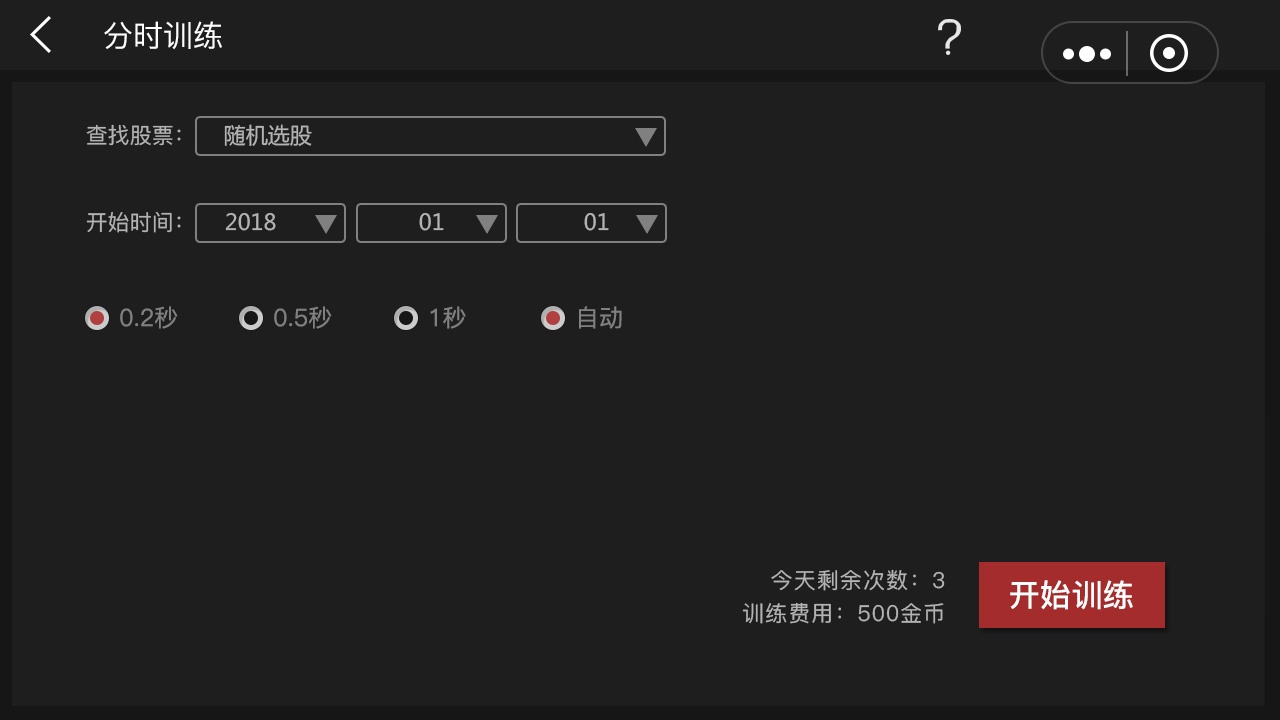 分时训练 ?
查找股票: 随机选股
开始时间: 2018 01 01
0.2秒 0.5秒 1秒 自动
今天剩余次数: 3
训练费用: 500金币
开始训练